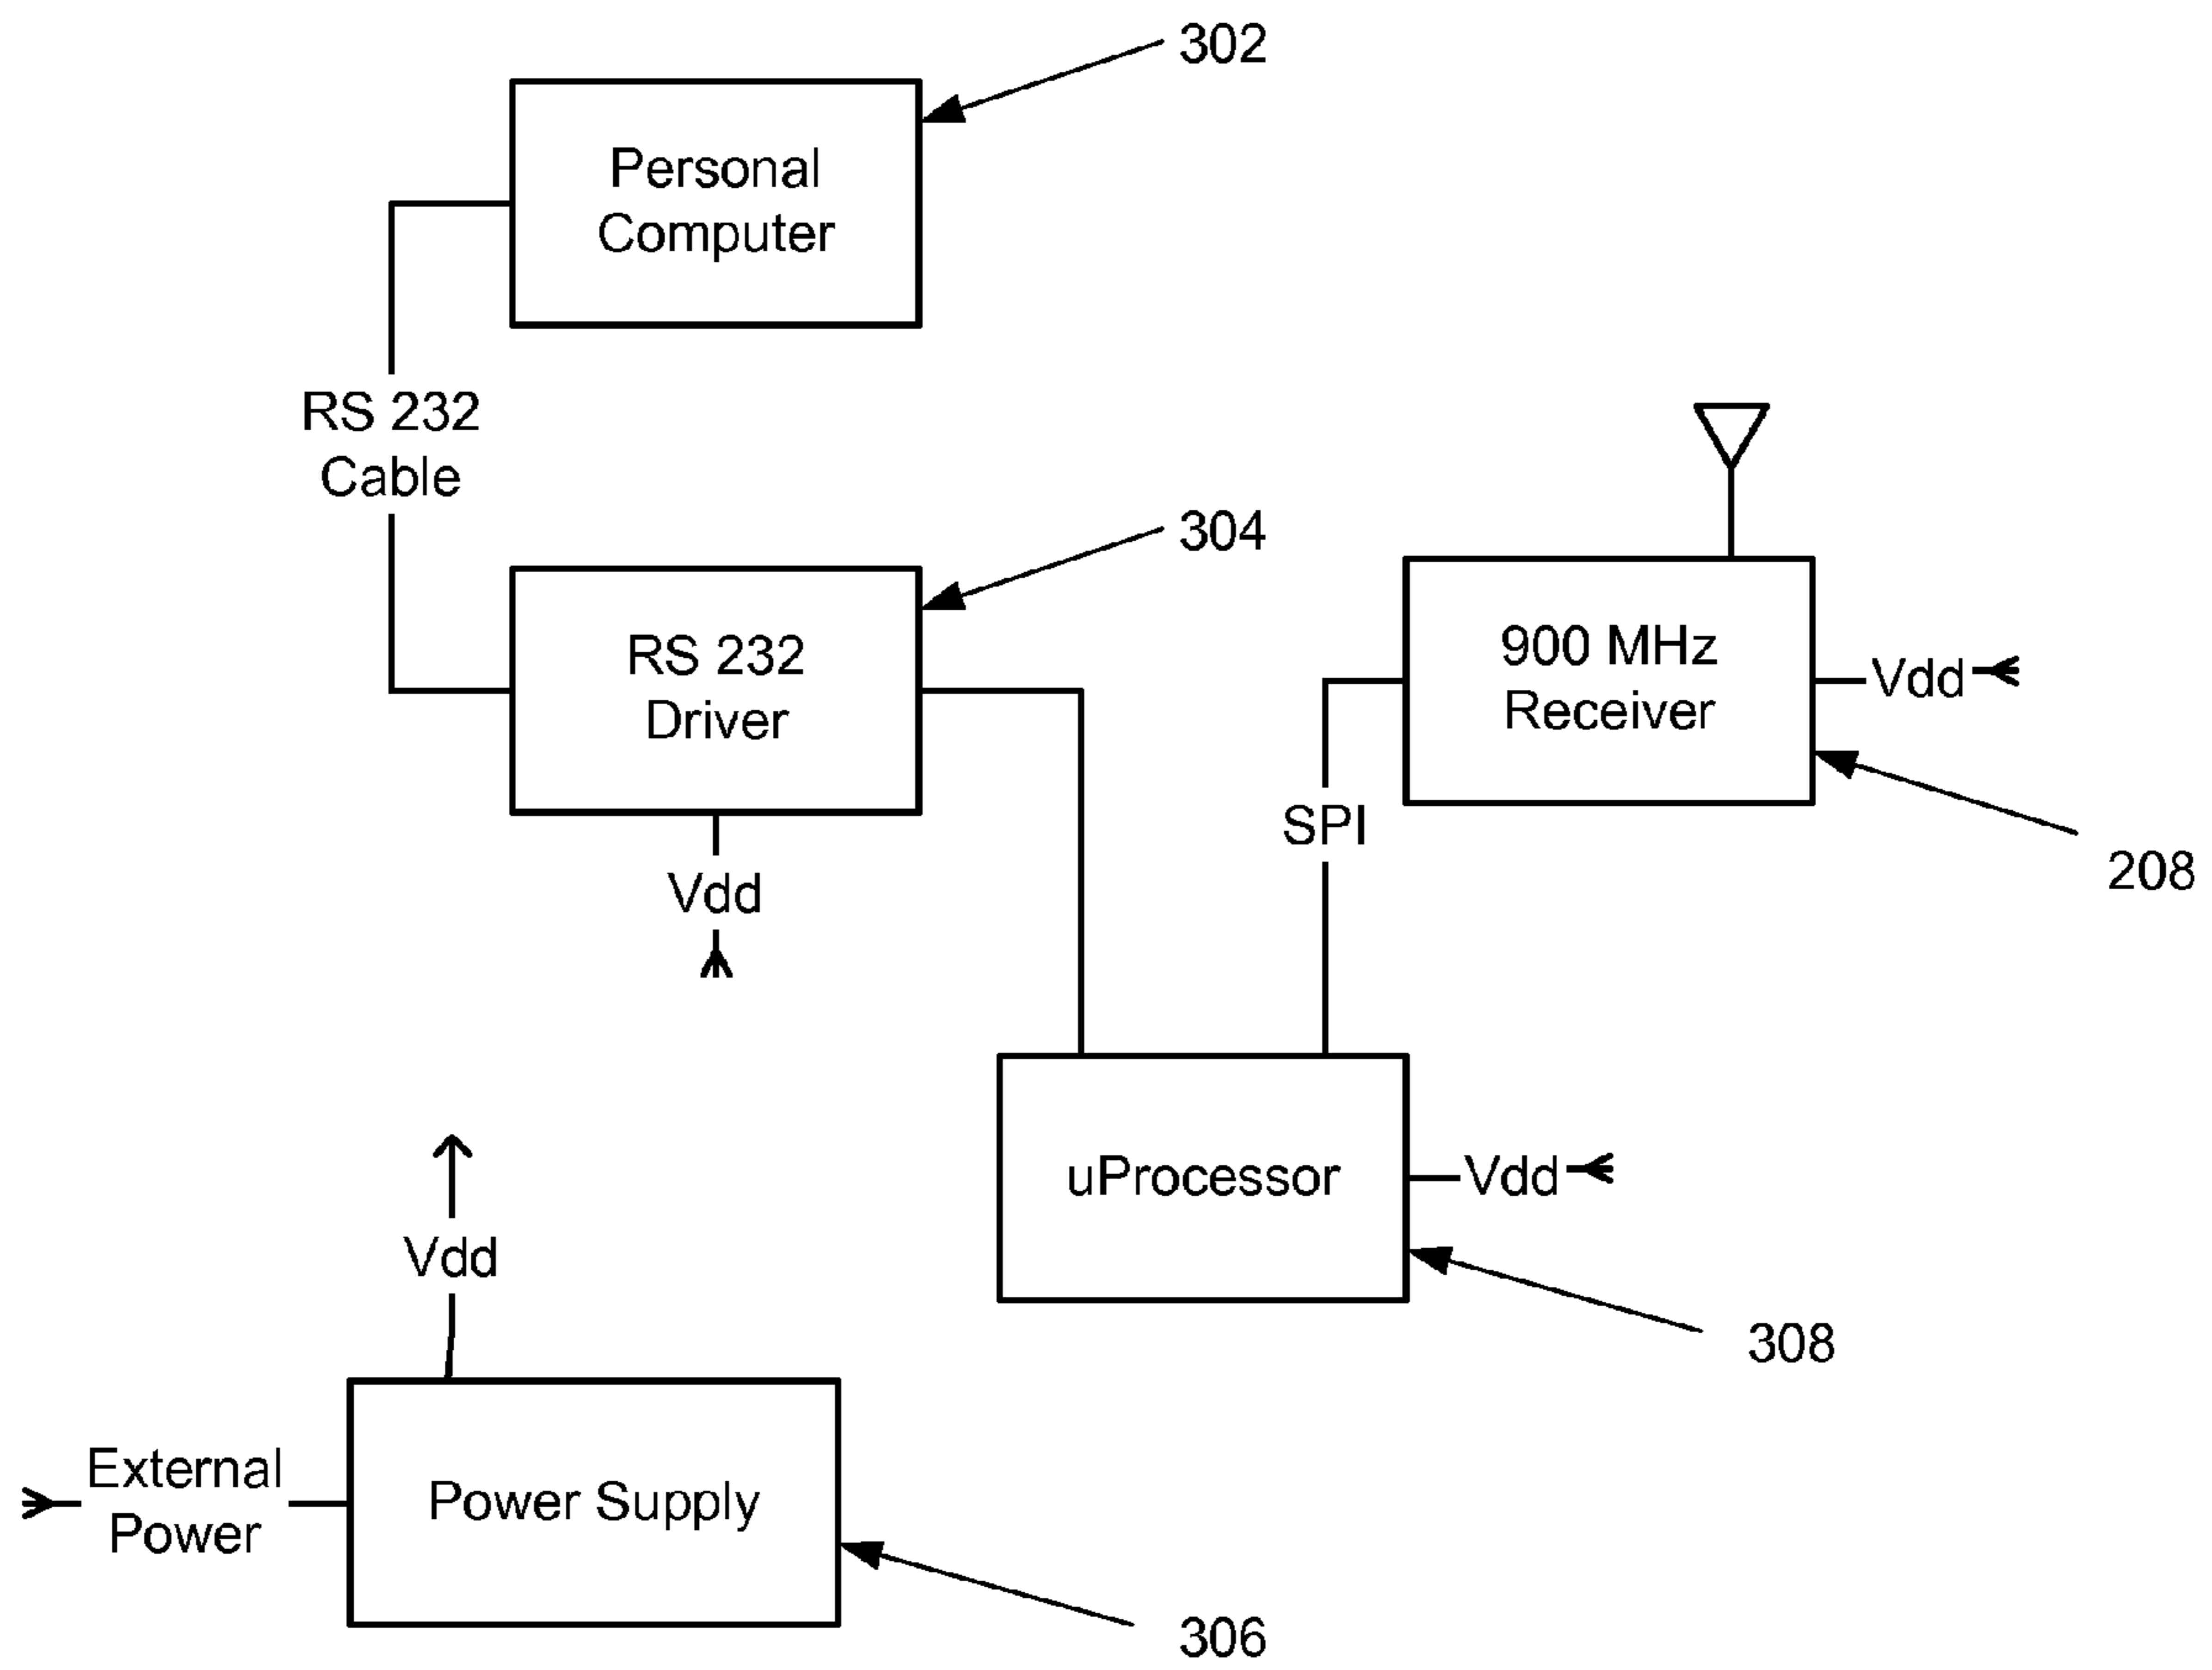 302
Personal
Computer
RS 232
Cable
304
RS 232
Driver
900 MHz
Receiver
Vdd
SPI
208
Vdd
uProcessor
Vdd
Vdd
308
External
Power
Power Supply
306